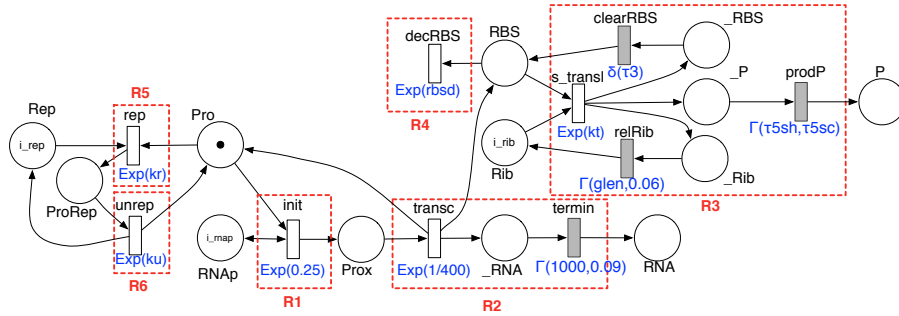 clearRBS
_RBS
decRBS
RBS
δ(τ3)
s_transl
_P
prodP
P
R5
Exp(rbsd)
Rep
rep
Pro
R4
Exp(kt)
relRib
Γ(τ5sh,τ5sc)
i_rep
i_rib
Exp(kr)
Rib
_Rib
Γ(glen,0.06)
ProRep
unrep
R3
init
transc
termin
i_rnap
Exp(ku)
RNAp
Exp(0.25)
Prox
Exp(1/400)
_RNA
Γ(1000,0.09)
RNA
R6
R1
R2